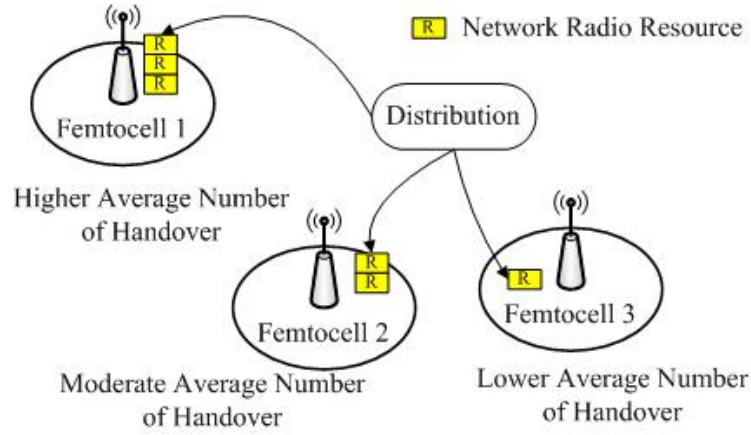 R Network Radio Resource
R
R
R
Femtocell 1
Distribution
Higher Average Number
of Handover
R
R
Femtocell 2
R
Femtocell 3
Moderate Average Number
of Handover
Lower Average Number
of Handover